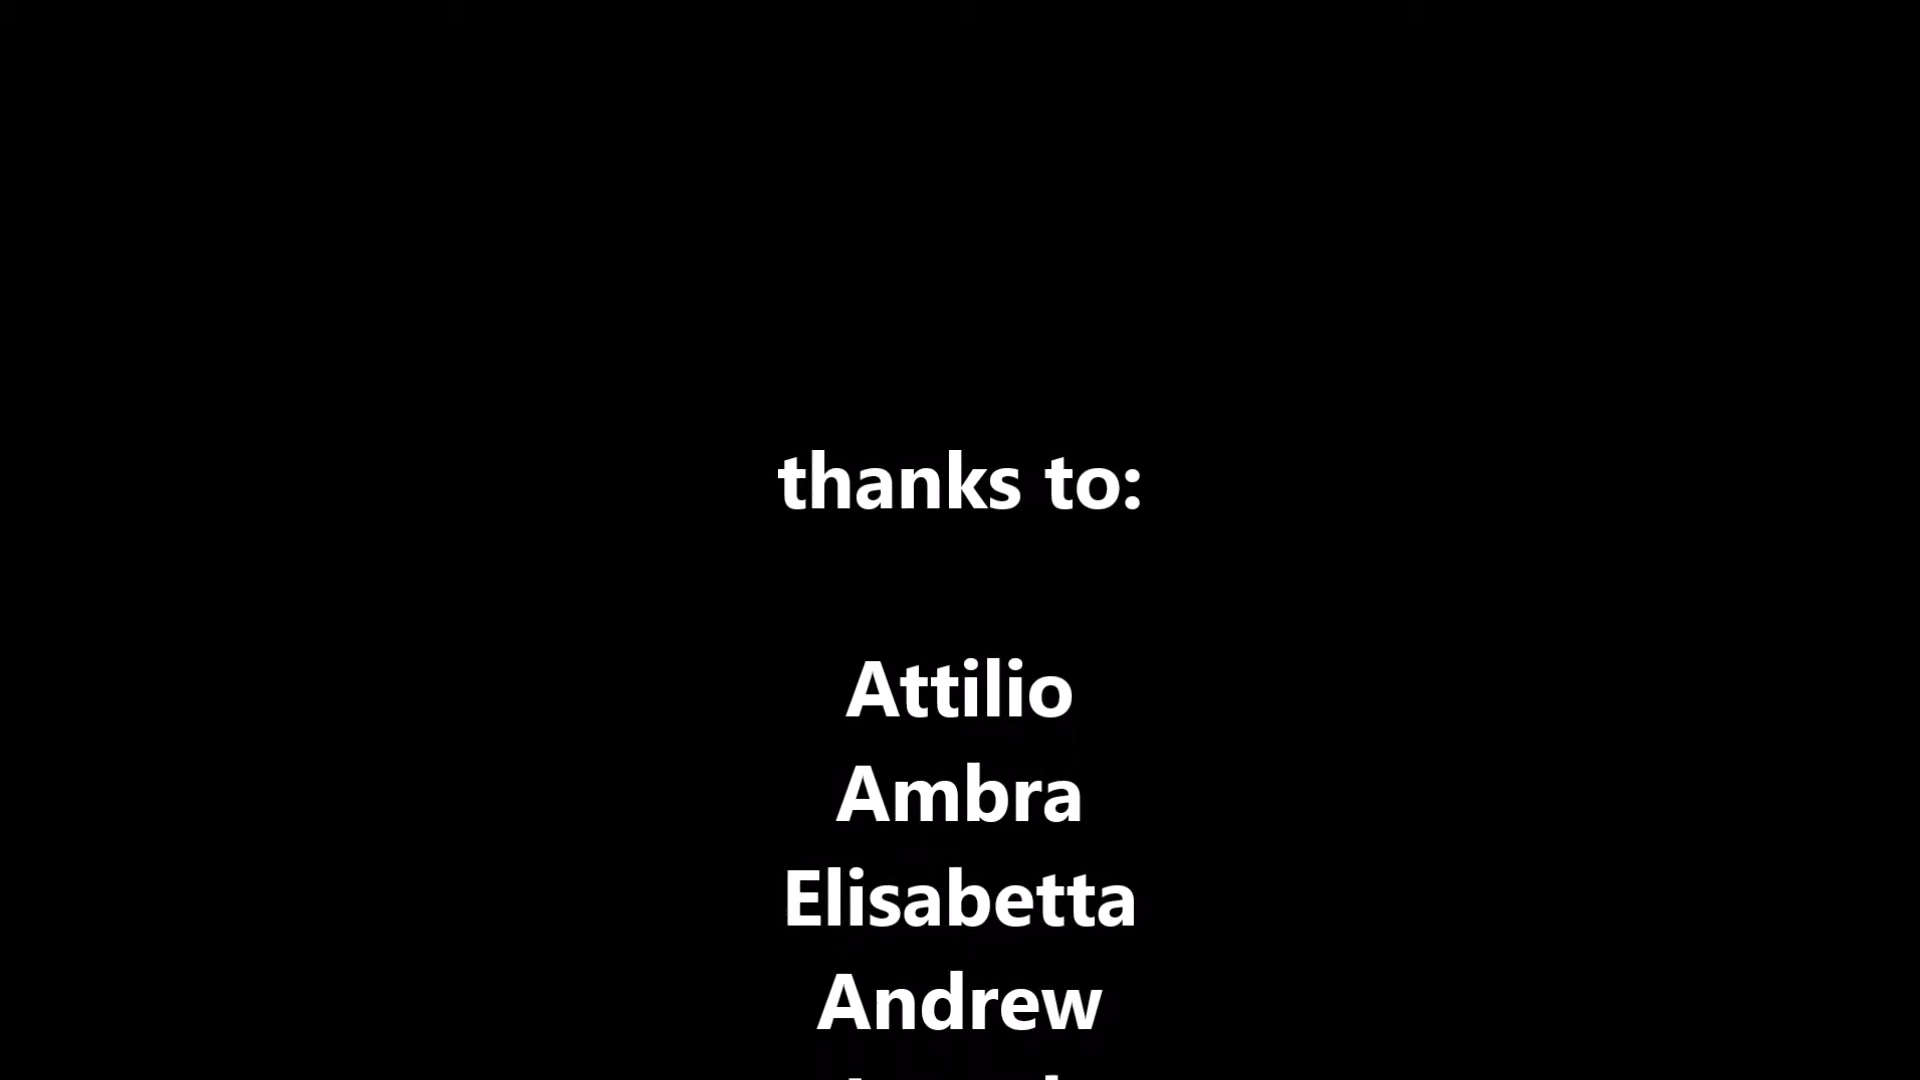 thanks to:
Attilio
Ambra
Elisabetta
Andrew